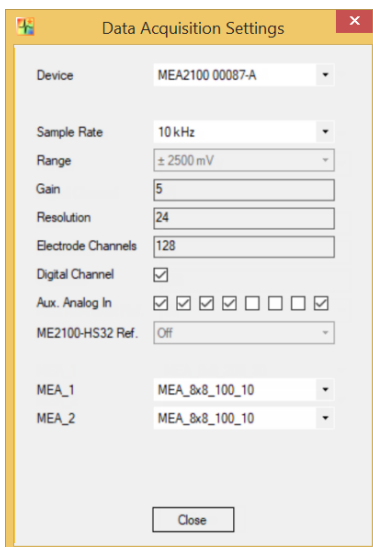 Data Acquisition Settings
Device MEA2100 00087-A
Sample Rate 10 kHz
Range ± 2500 mV
Gain 5
Resolution 24
Electrode Channels 128
Digital Channel
Aux. Analog In
ME2100-HS32 Ref. Off
MEA_1 MEA_8x8_100_10
MEA_2 MEA_8x8_100_10
Close